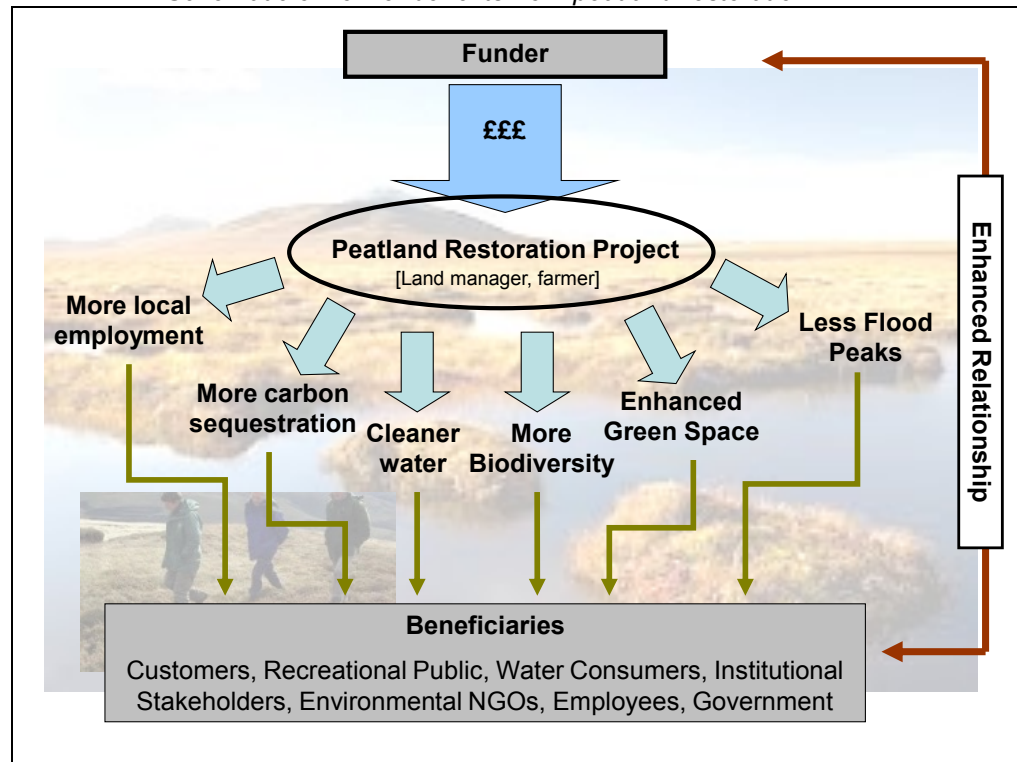 Funder
£££
Peatland Restoration Project
[Land manager, farmer]
More local
employment
More carbon
sequestration
Cleaner
water
More
Biodiversity
Enhanced
Green Space
Less Flood
Peaks
Enhanced Relationship
Beneficiaries
Customers, Recreational Public, Water Consumers, Institutional
Stakeholders, Environmental NGOs, Employees, Government